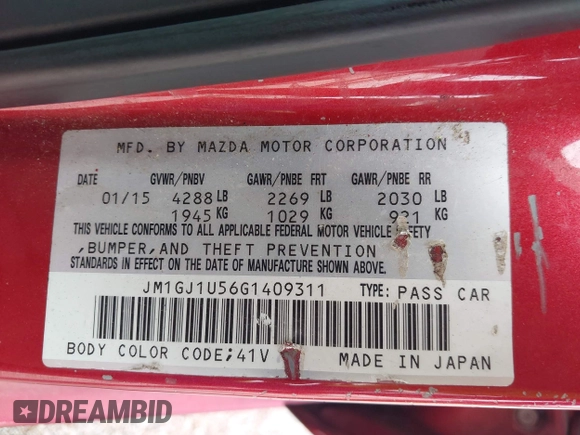 MFD. BY MAZDA MOTOR CORPORATION
DATE GVWR/PNBV GAWR/PNBE FRT GAWR/PNBE RR
01/15 4288 LB 2269 LB 2030 LB
1945 KG 1029 KG 921 KG
THIS VEHICLE CONFORMS TO ALL APPLICABLE FEDERAL MOTOR VEHICLE SAFETY
,BUMPER,AND THEFT PREVENTION
STANDARDS IN EFFECT ON THE DATE OF MANUFACTURE SHOWN ABOVE.
JM1GJ1U56G1409311 TYPE: PASS CAR
BODY COLOR CODE;41V MADE IN JAPAN
DREAMBID